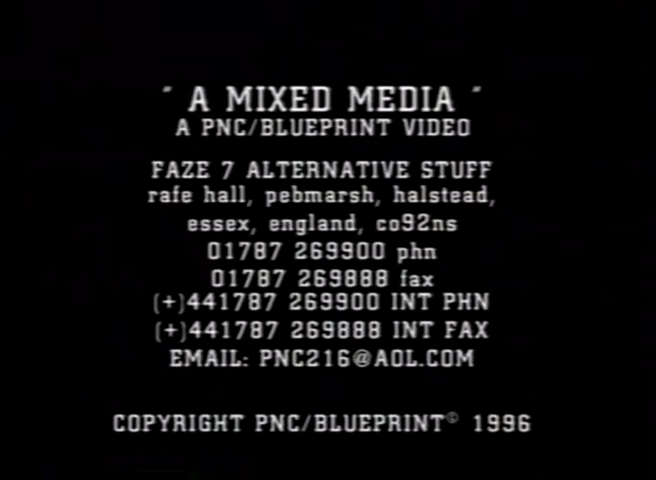 " A MIXED MEDIA "
A PNC/BLUEPRINT VIDEO
FAZE 7 ALTERNATIVE STUFF
rafe hall, pebmarsh, halstead,
essex, england, co92ns
01787 269900 phn
01787 269888 fax
(+)441787 269900 INT PHN
(+)441787 269888 INT FAX
EMAIL: PNC216@AOL.COM
COPYRIGHT PNC/BLUEPRINT© 1996